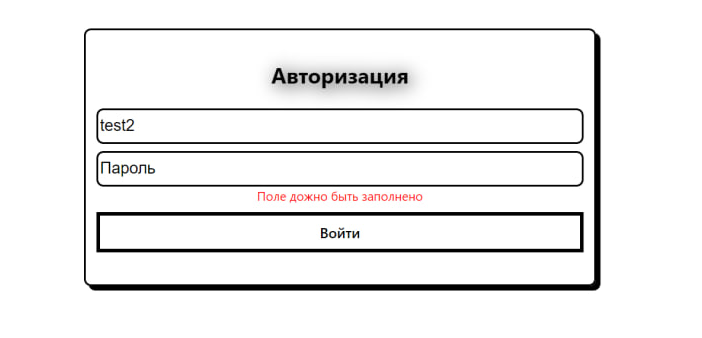 Авторизация
test2
Пароль
Поле дожно быть заполнено
Войти